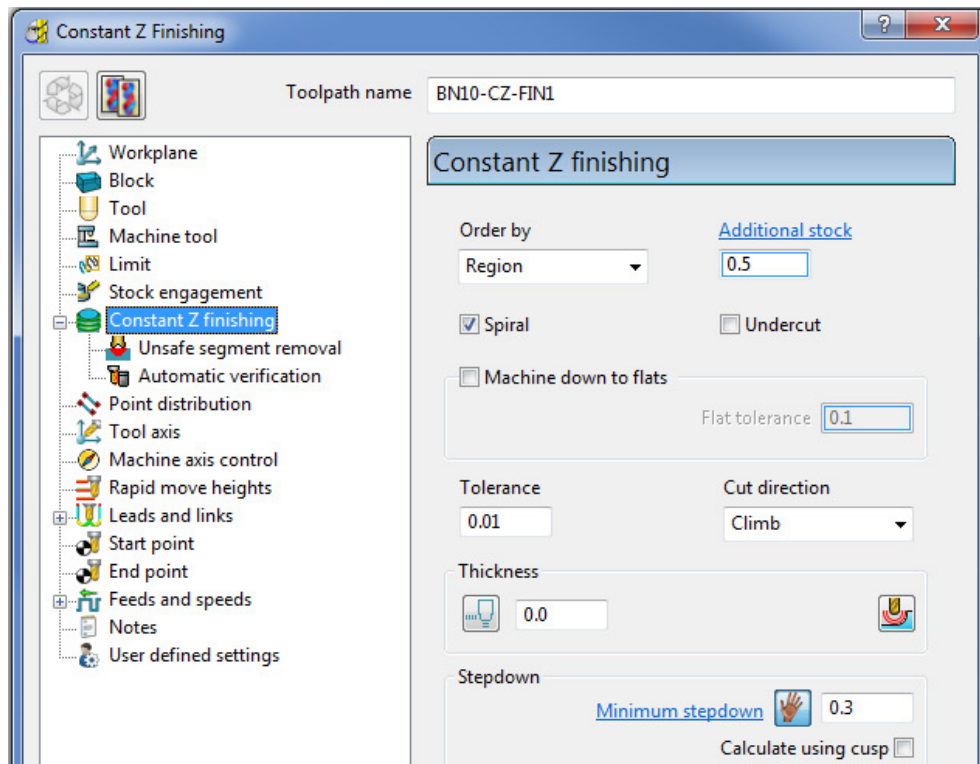 Constant Z Finishing
?
X
Toolpath name
BN10-CZ-FIN1
Workplane
Block
Tool
Machine tool
Limit
Stock engagement
Constant Z finishing
Unsafe segment removal
Automatic verification
Point distribution
Tool axis
Machine axis control
Rapid move heights
Leads and links
Start point
End point
Feeds and speeds
Notes
User defined settings
Constant Z finishing
Order by
Additional stock
Region
0.5
Spiral
Undercut
Machine down to flats
Flat tolerance
0.1
Tolerance
Cut direction
0.01
Climb
Thickness
0.0
Stepdown
Minimum stepdown
0.3
Calculate using cusp